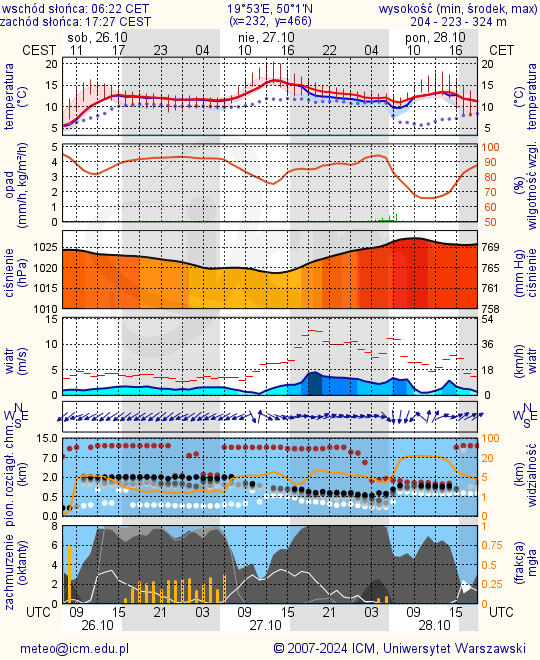 wschód słońca: 06:22 CET 19°53'E, 50°1'N wysokość (min, środek, max)
zachód słońca: 17:27 CEST (x=232, y=466) 204 - 223 - 324 m
sob, 26.10 nie, 27.10 pon, 28.10
CEST 11 17 23 04 10 16 22 04 10 16 CET
temperatura (°C) 20 15 10 5 20 15 10 5 (°C) temperatura
opad (mm/h, kg/m²/h) 5 4 3 2 1 0 100 90 80 70 60 50 (%) wilgotność wzgl.
ciśnienie (hPa) 1025 1020 1015 1010 769 765 761 758 (mm Hg) ciśnienie
wiatr (m/s) 15 10 5 0 54 36 18 0 (km/h) wiatr
N W E S N W E S
pion. rozciągł. chm. (km) 15.0 7.0 2.0 0.5 0.0 100 20 5 1 0 (km) widzialność
zachmurzenie (oktanty) 8 6 4 2 0 1 0.75 0.5 0.25 0 (frakcja) mgła
UTC 09 15 21 03 09 15 21 03 09 15 UTC
26.10 27.10 28.10
meteo@icm.edu.pl © 2007-2024 ICM, Uniwersytet Warszawski